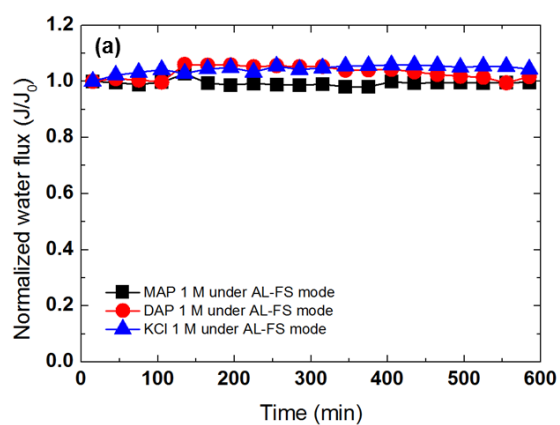 (a)
Normalized water flux (J/J₀)
1.2
1.0
0.8
0.6
0.4
0.2
0.0
MAP 1 M under AL-FS mode
DAP 1 M under AL-FS mode
KCl 1 M under AL-FS mode
0 100 200 300 400 500 600
Time (min)